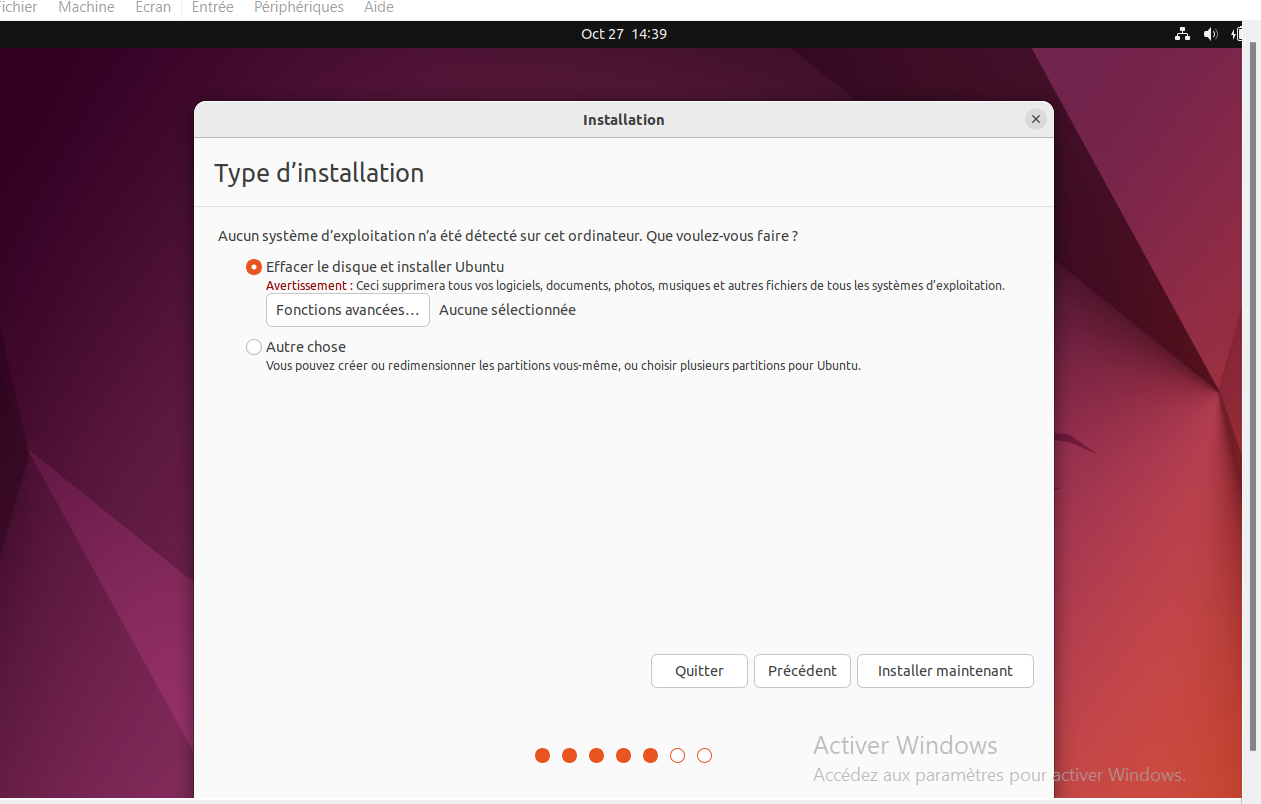 ichier Machine Écran Entrée Périphériques Aide
Oct 27 14:39
Installation
Type d’installation
Aucun système d’exploitation n’a été détecté sur cet ordinateur. Que voulez-vous faire ?
Effacer le disque et installer Ubuntu
Avertissement : Ceci supprimera tous vos logiciels, documents, photos, musiques et autres fichiers de tous les systèmes d’exploitation.
Fonctions avancées… Aucune sélectionnée
Autre chose
Vous pouvez créer ou redimensionner les partitions vous-même, ou choisir plusieurs partitions pour Ubuntu.
Quitter Précédent Installer maintenant
Activer Windows
Accédez aux paramètres pour activer Windows.